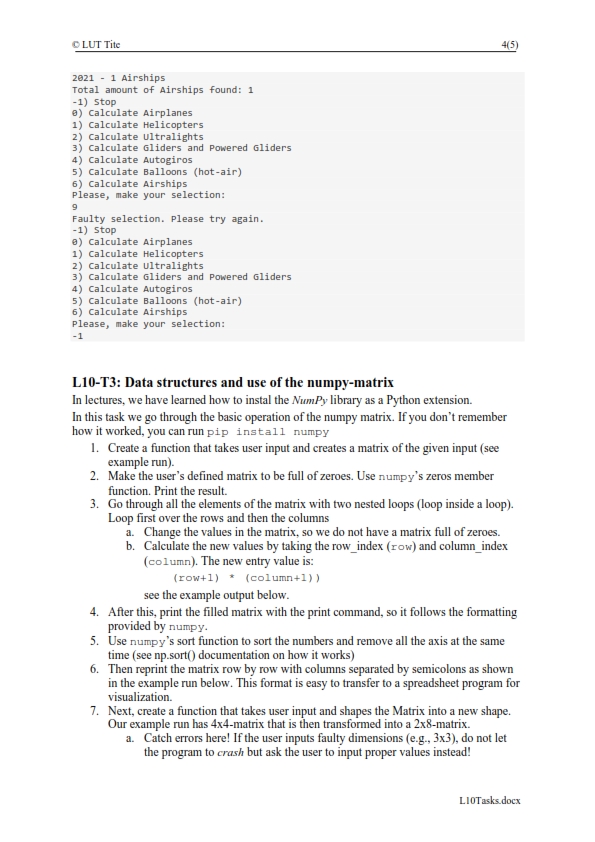 © LUT Tite 4(5)
2021 - 1 Airships
Total amount of Airships found: 1
-1) Stop
0) Calculate Airplanes
1) Calculate Helicopters
2) Calculate Ultralights
3) Calculate Gliders and Powered Gliders
4) Calculate Autogiros
5) Calculate Balloons (hot-air)
6) Calculate Airships
Please, make your selection:
9
Faulty selection. Please try again.
-1) Stop
0) Calculate Airplanes
1) Calculate Helicopters
2) Calculate Ultralights
3) Calculate Gliders and Powered Gliders
4) Calculate Autogiros
5) Calculate Balloons (hot-air)
6) Calculate Airships
Please, make your selection:
-1
L10-T3: Data structures and use of the numpy-matrix
In lectures, we have learned how to instal the NumPy library as a Python extension.
In this task we go through the basic operation of the numpy matrix. If you don't remember
how it worked, you can run pip install numpy
1. Create a function that takes user input and creates a matrix of the given input (see
example run).
2. Make the user's defined matrix to be full of zeroes. Use numpy's zeros member
function. Print the result.
3. Go through all the elements of the matrix with two nested loops (loop inside a loop).
Loop first over the rows and then the columns
a. Change the values in the matrix, so we do not have a matrix full of zeroes.
b. Calculate the new values by taking the row_index (row) and column_index
(column). The new entry value is:
(row+1) * (column+1))
see the example output below.
4. After this, print the filled matrix with the print command, so it follows the formatting
provided by numpy.
5. Use numpy's sort function to sort the numbers and remove all the axis at the same
time (see np.sort() documentation on how it works)
6. Then reprint the matrix row by row with columns separated by semicolons as shown
in the example run below. This format is easy to transfer to a spreadsheet program for
visualization.
7. Next, create a function that takes user input and shapes the Matrix into a new shape.
Our example run has 4x4-matrix that is then transformed into a 2x8-matrix.
a. Catch errors here! If the user inputs faulty dimensions (e.g., 3x3), do not let
the program to crash but ask the user to input proper values instead!
L10Tasks.docx